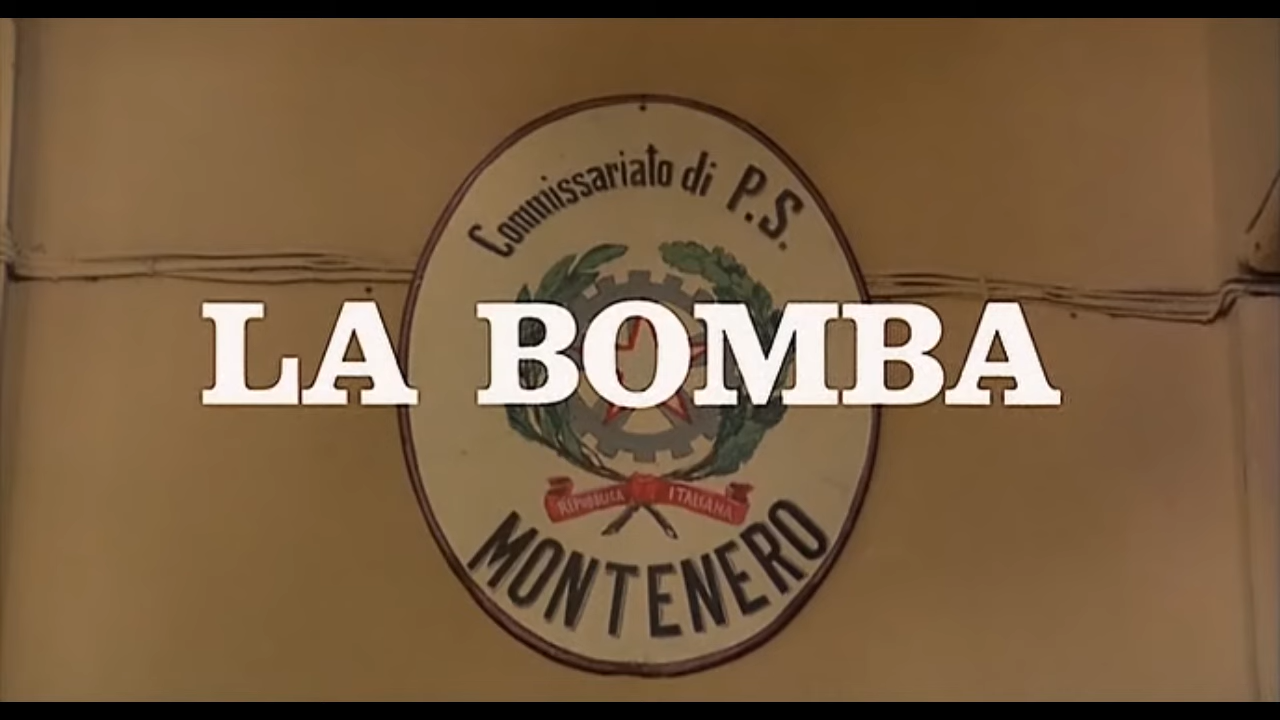 Commissariato di P.S.
LA BOMBA
REPUBBLICA ITALIANA
MONTENERO